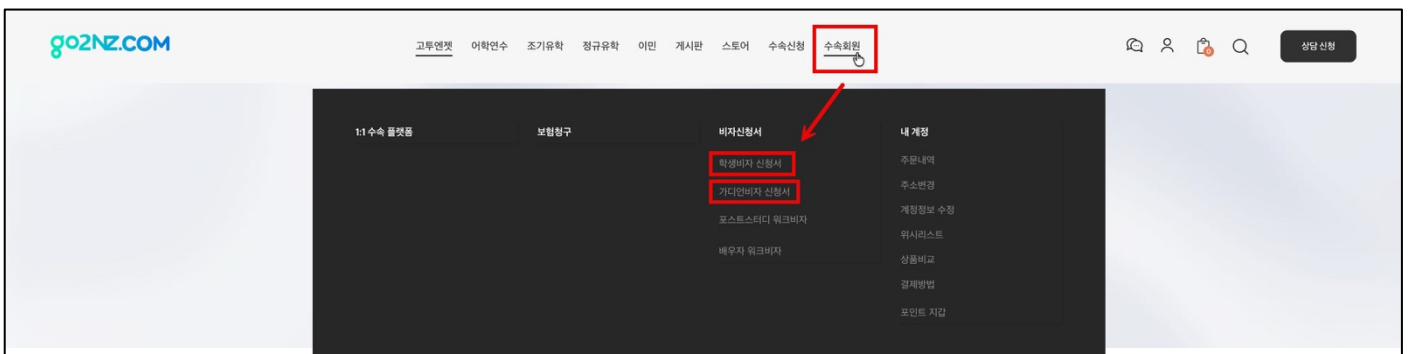 go2NZ.COM
고투엔젯 어학연수 조기유학 정규유학 이민 게시판 스토어 수속신청 수속회원
0
상담 신청
1:1 수속 플랫폼
보험청구
비자신청서
학생비자 신청서
가디언비자 신청서
포스트스터디 워크비자
배우자 워크비자
내 계정
주문내역
주소변경
계정정보 수정
위시리스트
상품비교
결제방법
포인트 지갑